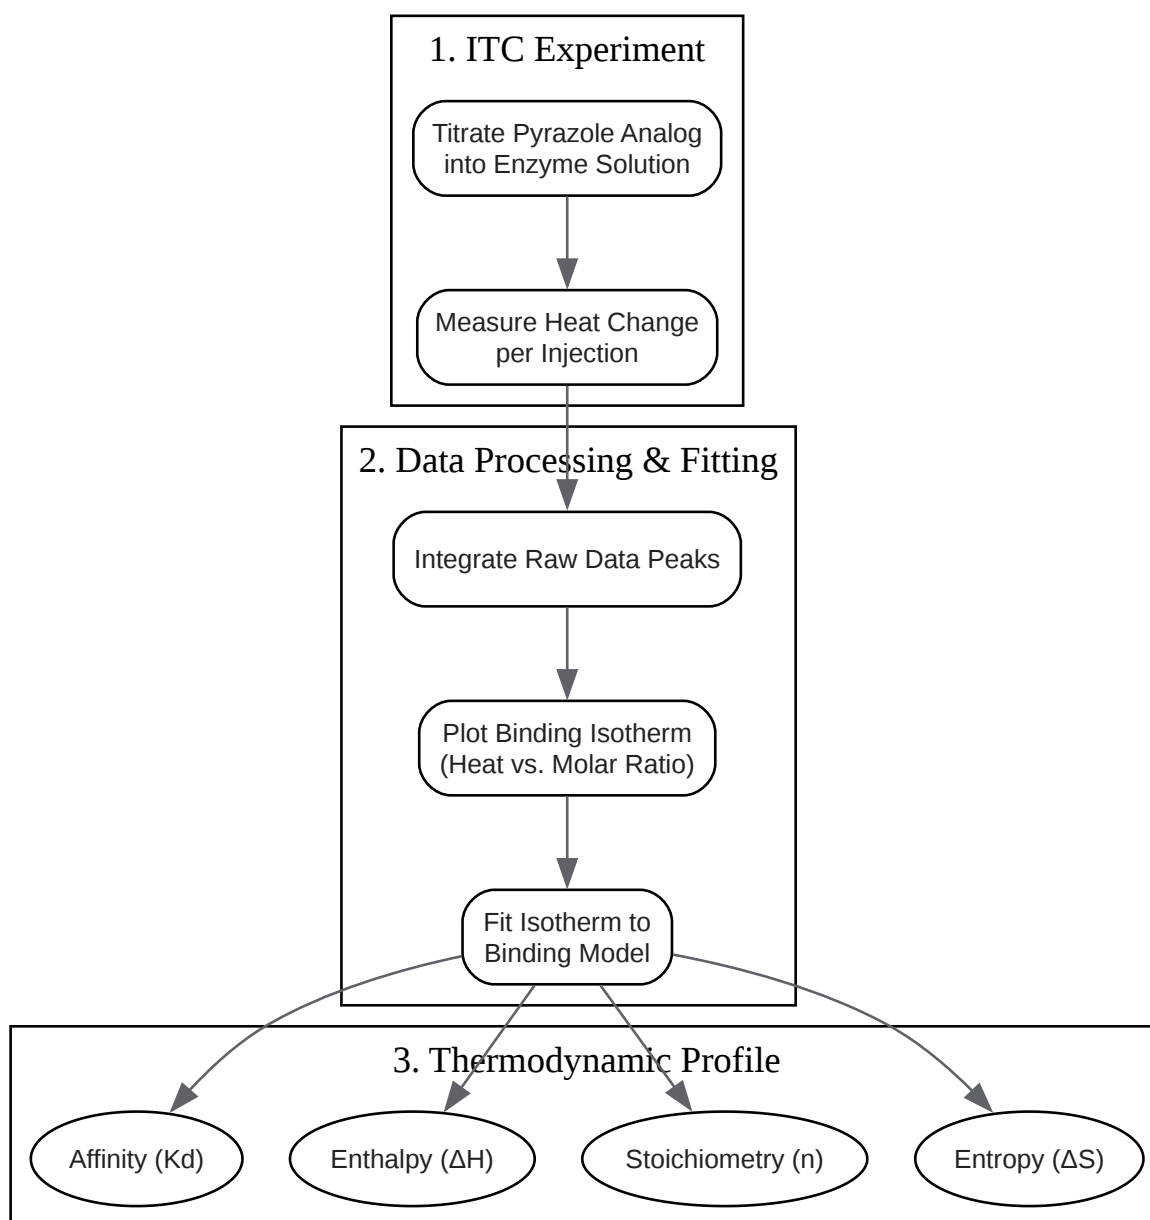 1. ITC Experiment
Titrate Pyrazole Analog
into Enzyme Solution
Measure Heat Change
per Injection
2. Data Processing & Fitting
Integrate Raw Data Peaks
Plot Binding Isotherm
(Heat vs. Molar Ratio)
Fit Isotherm to
Binding Model
3. Thermodynamic Profile
Affinity (Kd)
Enthalpy (ΔH)
Stoichiometry (n)
Entropy (ΔS)